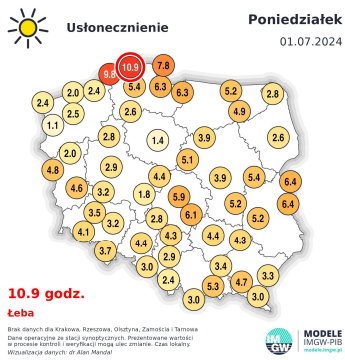 Usłonecznienie
Poniedziałek
01.07.2024
9.8 10.9 7.8
2.4 2.0 2.4 5.4 6.3 6.3 5.2 2.8
1.1 2.5 2.6 4.9
2.8 1.4 3.9 2.6
2.0 5.1
4.8 2.9 4.4 3.9 5.4 6.4
4.6 3.2 1.8 5.9 5.2 6.4
3.5 2.8 6.1 5.2
4.1 3.2 4.3 4.4 4.3
3.7 4.4
3.0 2.9 3.4 3.3
2.4 5.3 4.7
3.0 3.0
10.9 godz.
Łeba
Brak danych dla Krakowa, Rzeszowa, Olsztyna, Zamościa i Tarnowa
Dane operacyjne ze stacji synoptycznych. Prezentowane wartości
w procesie kontroli i weryfikacji mogą ulec zmianie. Czas lokalny.
Wizualizacja danych: dr Alan Mandal
IMGW
MODELE
IMGW-PIB
modele.imgw.pl